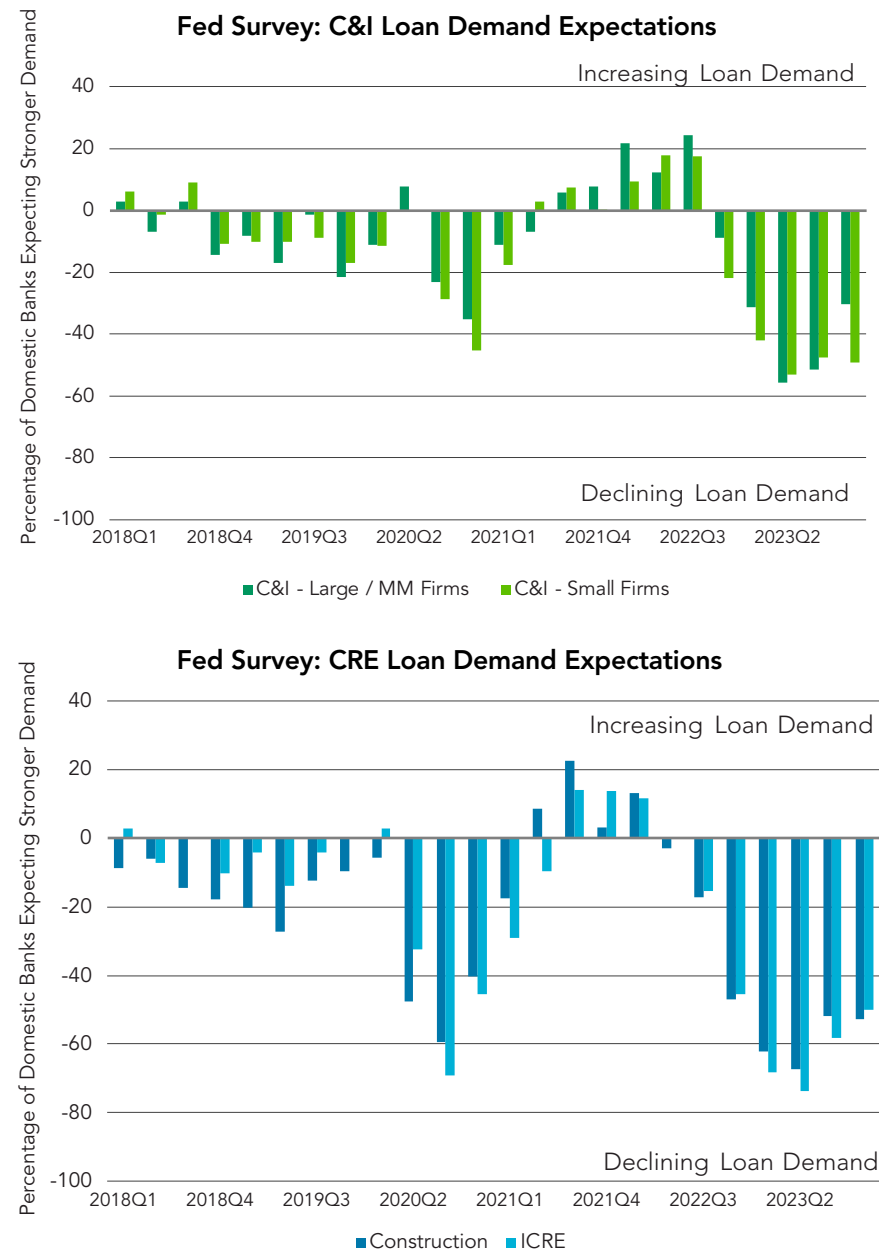 Fed Survey: C&I Loan Demand Expectations
Percentage of Domestic Banks Expecting Stronger Demand
Increasing Loan Demand
40
20
0
-20
-40
-60
-80
-100
Declining Loan Demand
2018Q1 2018Q4 2019Q3 2020Q2 2021Q1 2021Q4 2022Q3 2023Q2
C&I - Large / MM Firms C&I - Small Firms
Fed Survey: CRE Loan Demand Expectations
Percentage of Domestic Banks Expecting Stronger Demand
40
Increasing Loan Demand
20
0
-20
-40
-60
-80
-100
Declining Loan Demand
2018Q1 2018Q4 2019Q3 2020Q2 2021Q1 2021Q4 2022Q3 2023Q2
Construction ICRE